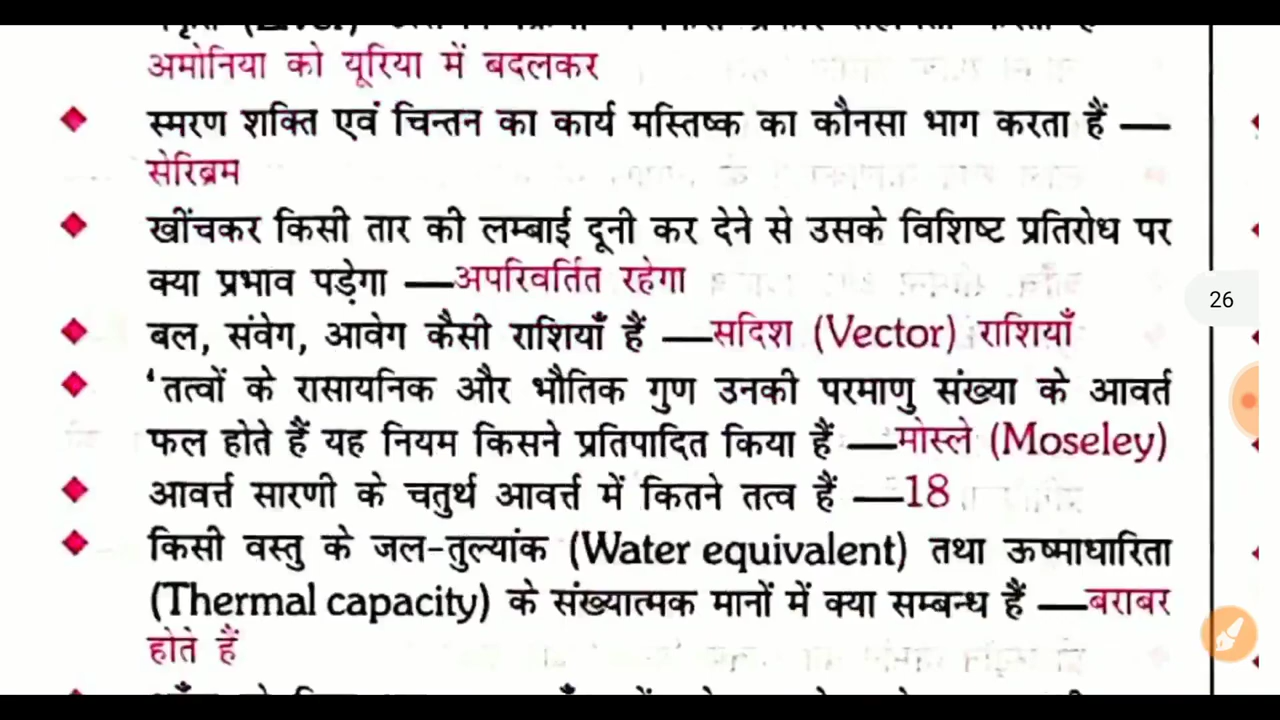 अमोनिया को यूरिया में बदलकर
स्मरण शक्ति एवं चिन्तन का कार्य मस्तिष्क का कौनसा भाग करता हैं —
सेरिब्रम
खींचकर किसी तार की लम्बाई दूनी कर देने से उसके विशिष्ट प्रतिरोध पर
क्या प्रभाव पड़ेगा —अपरिवर्तित रहेगा
बल, संवेग, आवेग कैसी राशियाँ हैं —सदिश (Vector) राशियाँ
'तत्वों के रासायनिक और भौतिक गुण उनकी परमाणु संख्या के आवर्त
फल होते हैं यह नियम किसने प्रतिपादित किया हैं —मोस्ले (Moseley)
आवर्त्त सारणी के चतुर्थ आवर्त्त में कितने तत्व हैं —18
किसी वस्तु के जल-तुल्यांक (Water equivalent) तथा ऊष्माधारिता
(Thermal capacity) के संख्यात्मक मानों में क्या सम्बन्ध हैं —बराबर
होते हैं
26